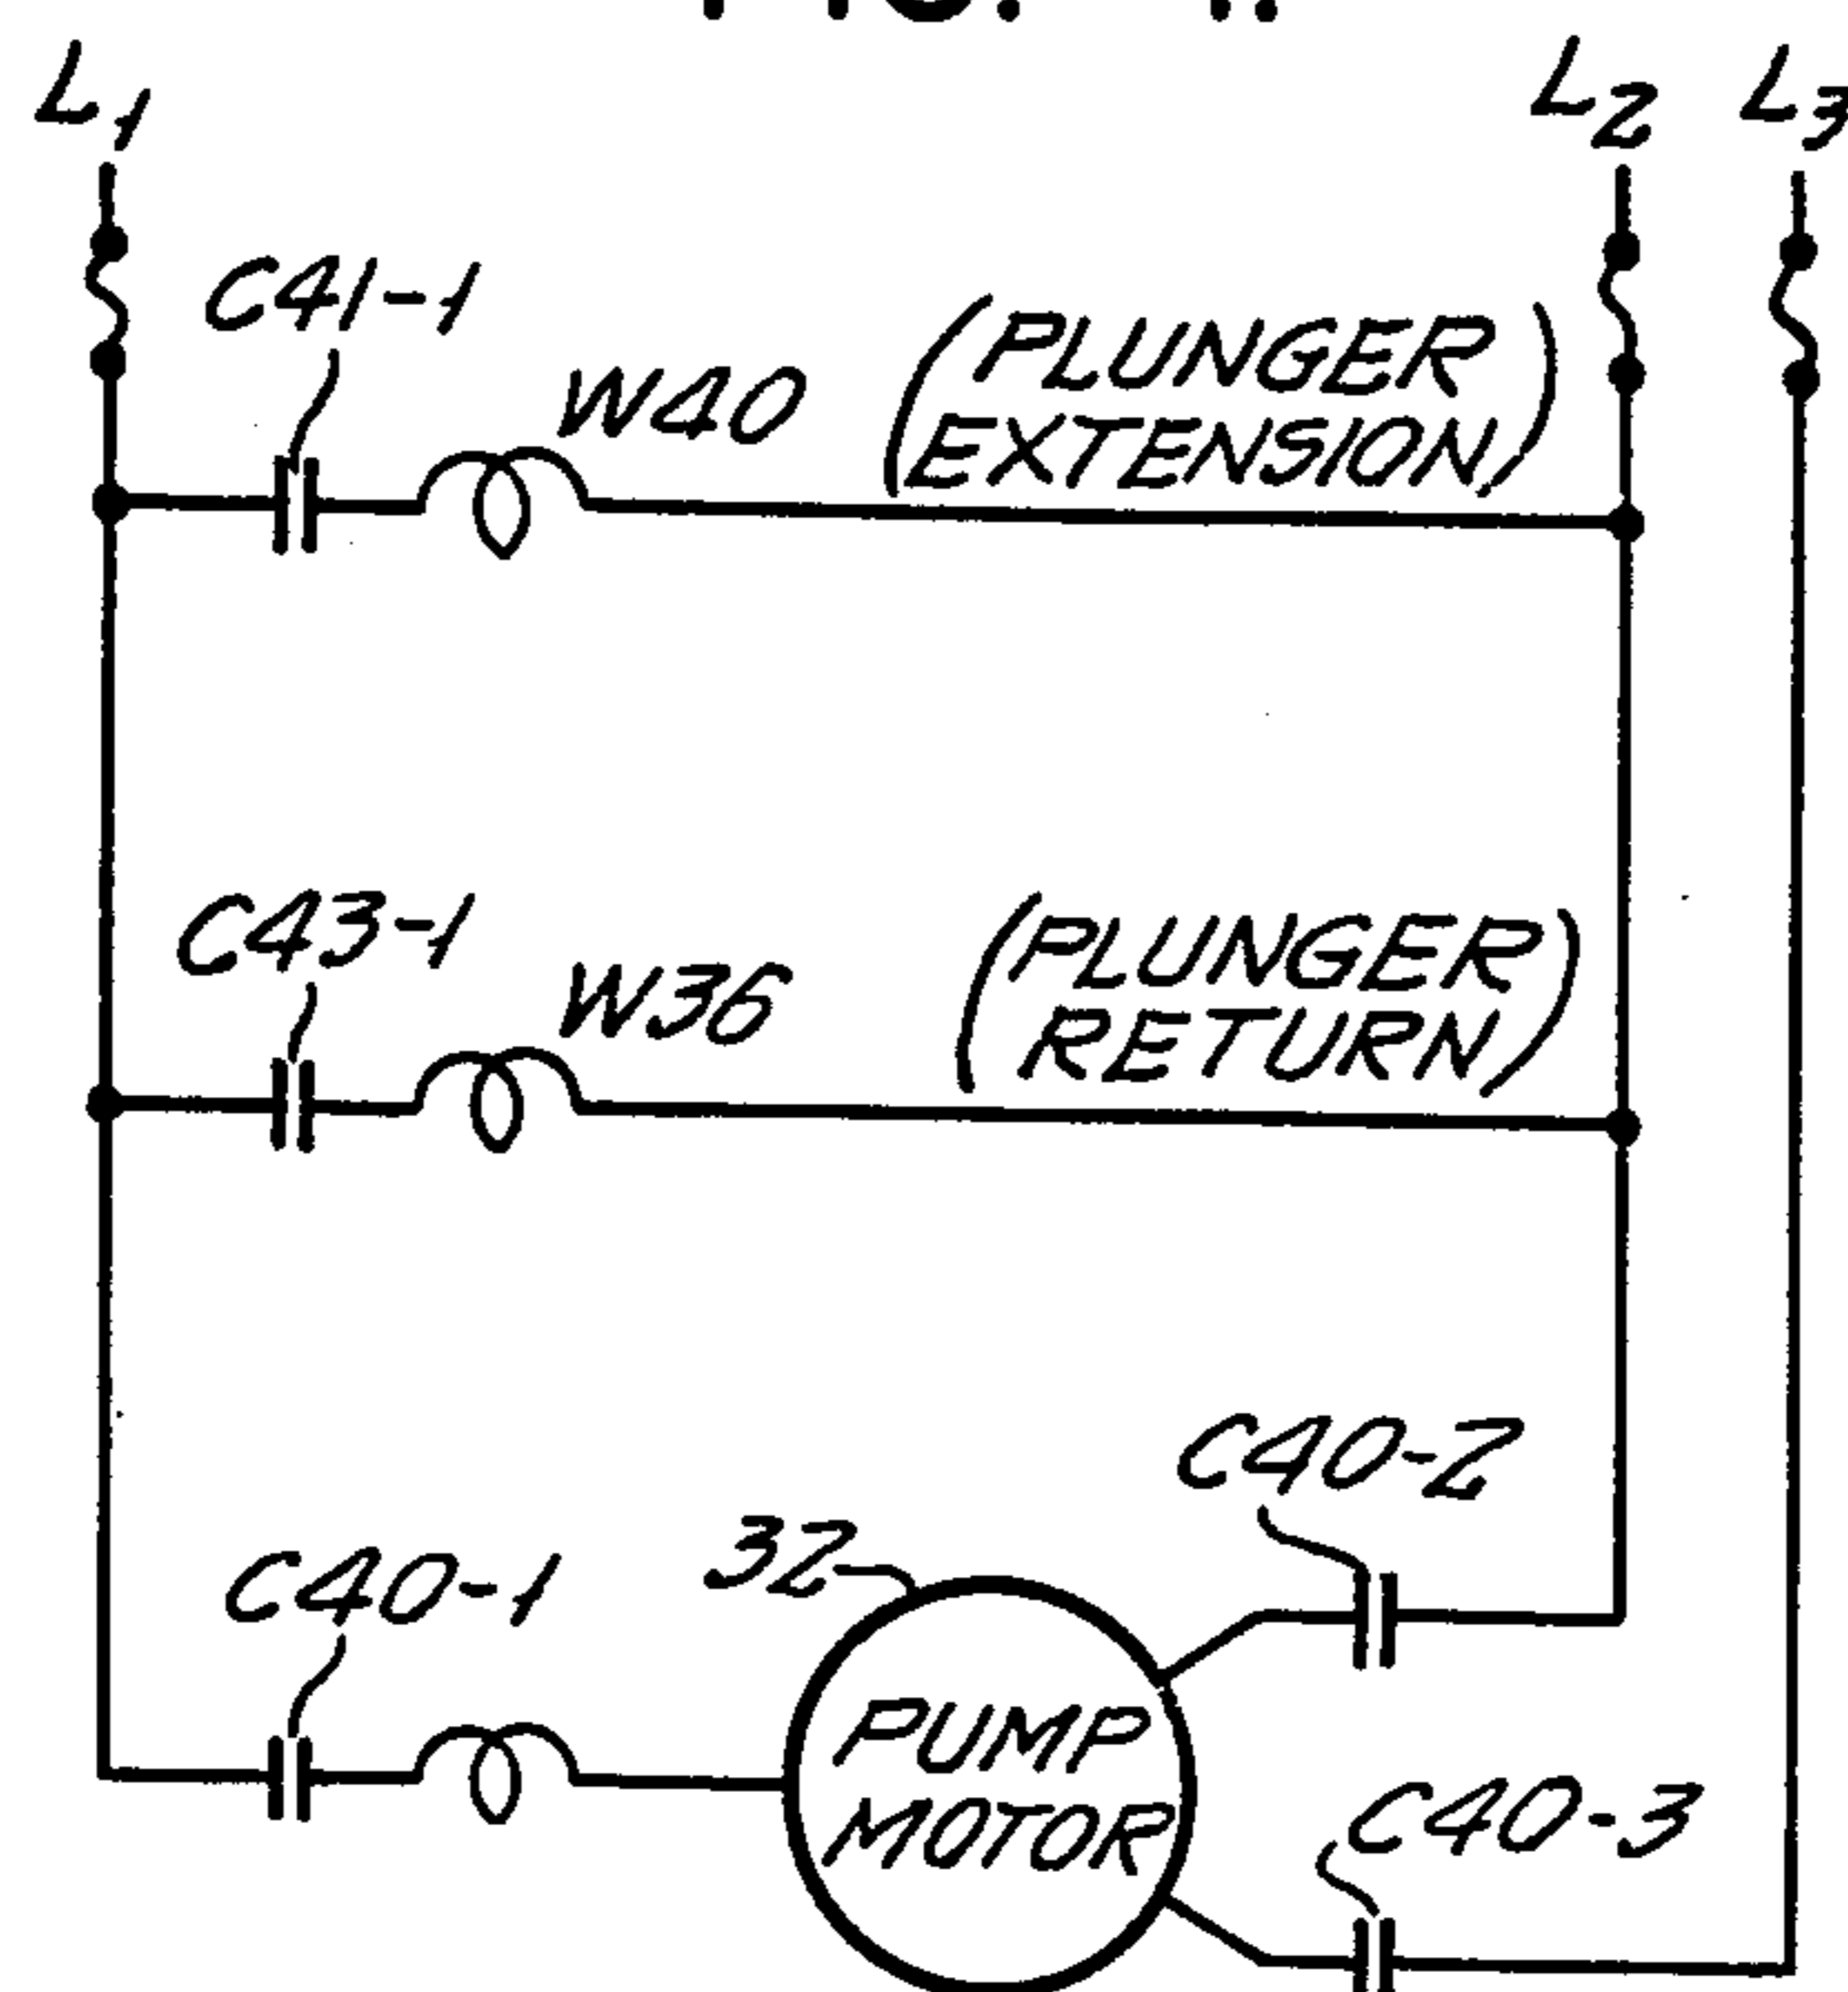 L1
L2
L3
C41-1
W40
(PLUNGER
EXTENSION)
C43-1
W36
(PLUNGER
RETURN)
C40-2
32
C40-1
PUMP
MOTOR
C40-3